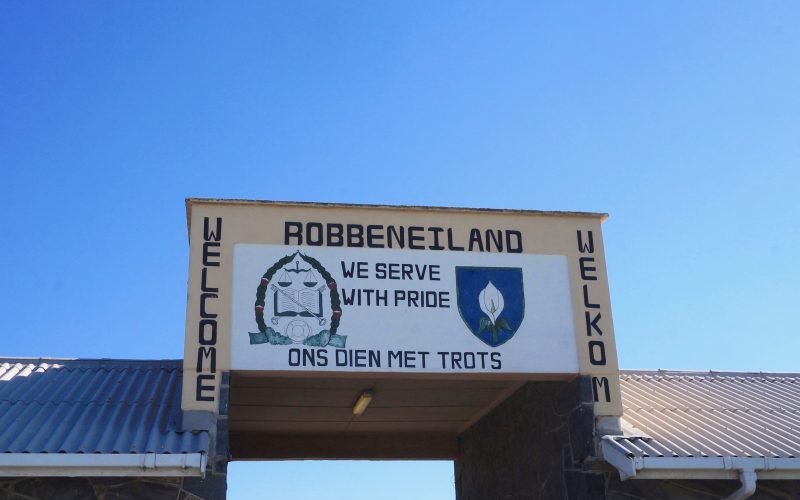 ROBBENEILAND
WELCOME
WE SERVE
WITH PRIDE
ONS DIEN MET TROTS
WELKOM